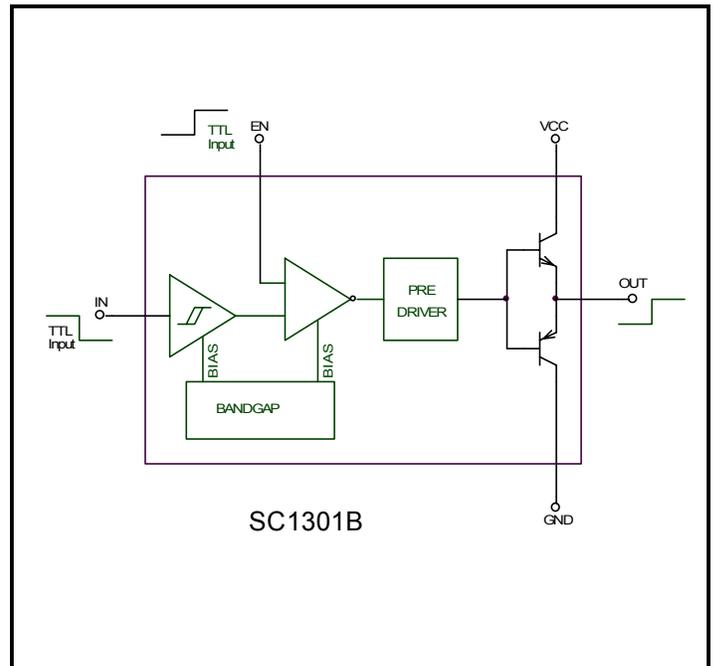 TTL
Input
EN
VCC
IN
TTL
Input
OUT
PRE
DRIVER
BIAS
BIAS
BANDGAP
SC1301B
GND